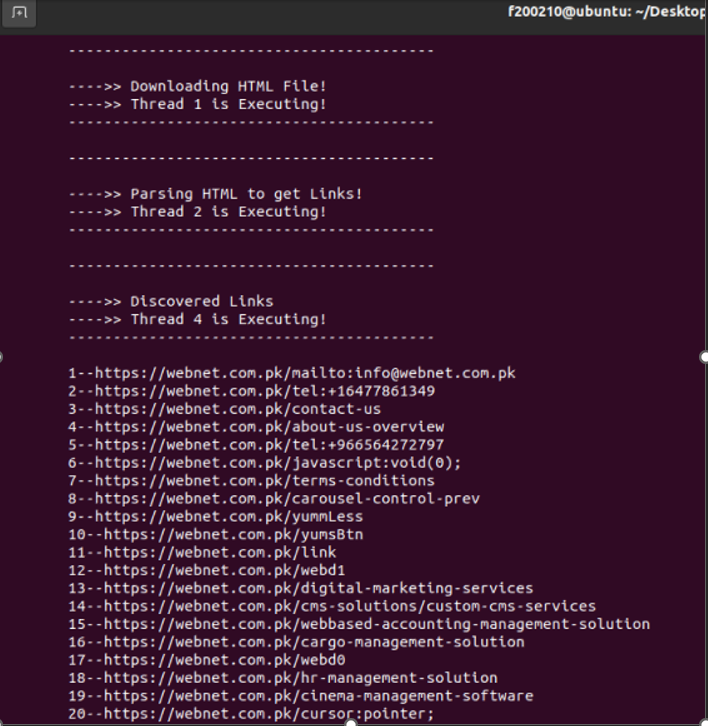 f200210@ubuntu: ~/Desktop
-----------------------------------------
---->> Downloading HTML File!
---->> Thread 1 is Executing!
-----------------------------------------
-----------------------------------------
---->> Parsing HTML to get Links!
---->> Thread 2 is Executing!
-----------------------------------------
-----------------------------------------
---->> Discovered Links
---->> Thread 4 is Executing!
-----------------------------------------
1--https://webnet.com.pk/mailto:info@webnet.com.pk
2--https://webnet.com.pk/tel:+16477861349
3--https://webnet.com.pk/contact-us
4--https://webnet.com.pk/about-us-overview
5--https://webnet.com.pk/tel:+966564272797
6--https://webnet.com.pk/javascript:void(0);
7--https://webnet.com.pk/terms-conditions
8--https://webnet.com.pk/carousel-control-prev
9--https://webnet.com.pk/yummLess
10--https://webnet.com.pk/yumsBtn
11--https://webnet.com.pk/link
12--https://webnet.com.pk/webd1
13--https://webnet.com.pk/digital-marketing-services
14--https://webnet.com.pk/cms-solutions/custom-cms-services
15--https://webnet.com.pk/webbased-accounting-management-solution
16--https://webnet.com.pk/cargo-management-solution
17--https://webnet.com.pk/webd0
18--https://webnet.com.pk/hr-management-solution
19--https://webnet.com.pk/cinema-management-software
20--https://webnet.com.pk/cursor:pointer;